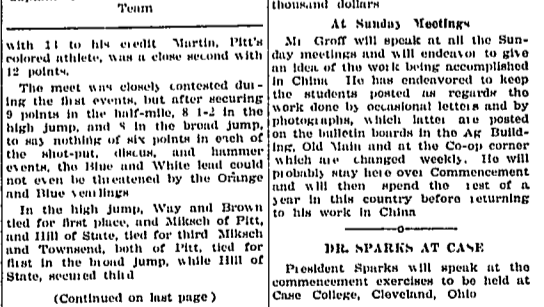 Team
with 11 to his credit Martin, Pitt's
colored athlete, was a close second with
12 points.
The meet was closely contested dur-
ing the first events, but after securing
9 points in the half-mile, 8 1-2 in the
high jump, and 8 in the broad jump,
to say nothing of six points in each of
the shot-put, discus, and hammer
events, the Blue and White lead could
not even be threatened by the Orange
and Blue yearlings
In the high jump, Way and Brown
tied for first place, and Miksch of Pitt,
and Hill of State, tied for third Miksch
and Townsend, both of Pitt, tied for
first in the broad jump, while Hill of
State, secured third
(Continued on last page)
thousand dollars
At Sunday Meetings
Mr Groff will speak at all the Sun-
day meetings and will endeavor to give
an idea of the work being accomplished
in China He has endeavored to keep
the students posted as regards the
work done by occasional letters and by
photographs, which latter are posted
on the bulletin boards in the Ag Build-
ing, Old Main and at the Co-op corner
which are changed weekly. He will
probably stay here over Commencement
and will then spend the rest of a
year in this country before returning
to his work in China
DR. SPARKS AT CASE
President Sparks will speak at the
commencement exercises to be held at
Case College, Cleveland, Ohio